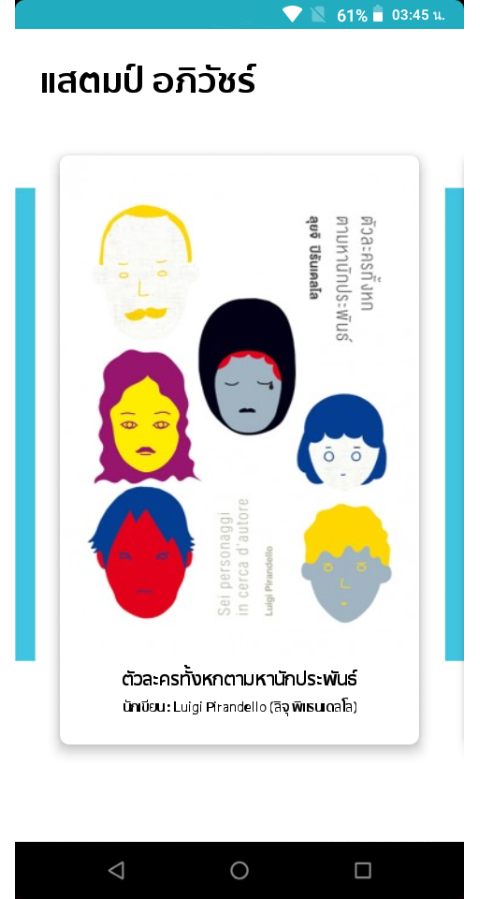 61% 03:45 น.
แสตมป์ อภิวัชร์
ตัวละครทั้งหก
ตามหานักประพันธ์
ลุยจิ ปิรันเดลโล
Sei personaggi
in cerca d'autore
Luigi Pirandello
ตัวละครทั้งหกตามหานักประพันธ์
นักเขียน : Luigi Pirandello (ลิจุ พิแรนเดลโล)